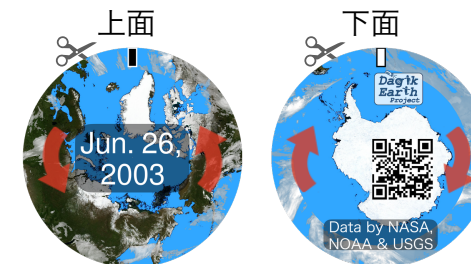 上面
下面
Jun. 26,
2003
Dagik
Earth
Project
Data by NASA,
NOAA & USGS